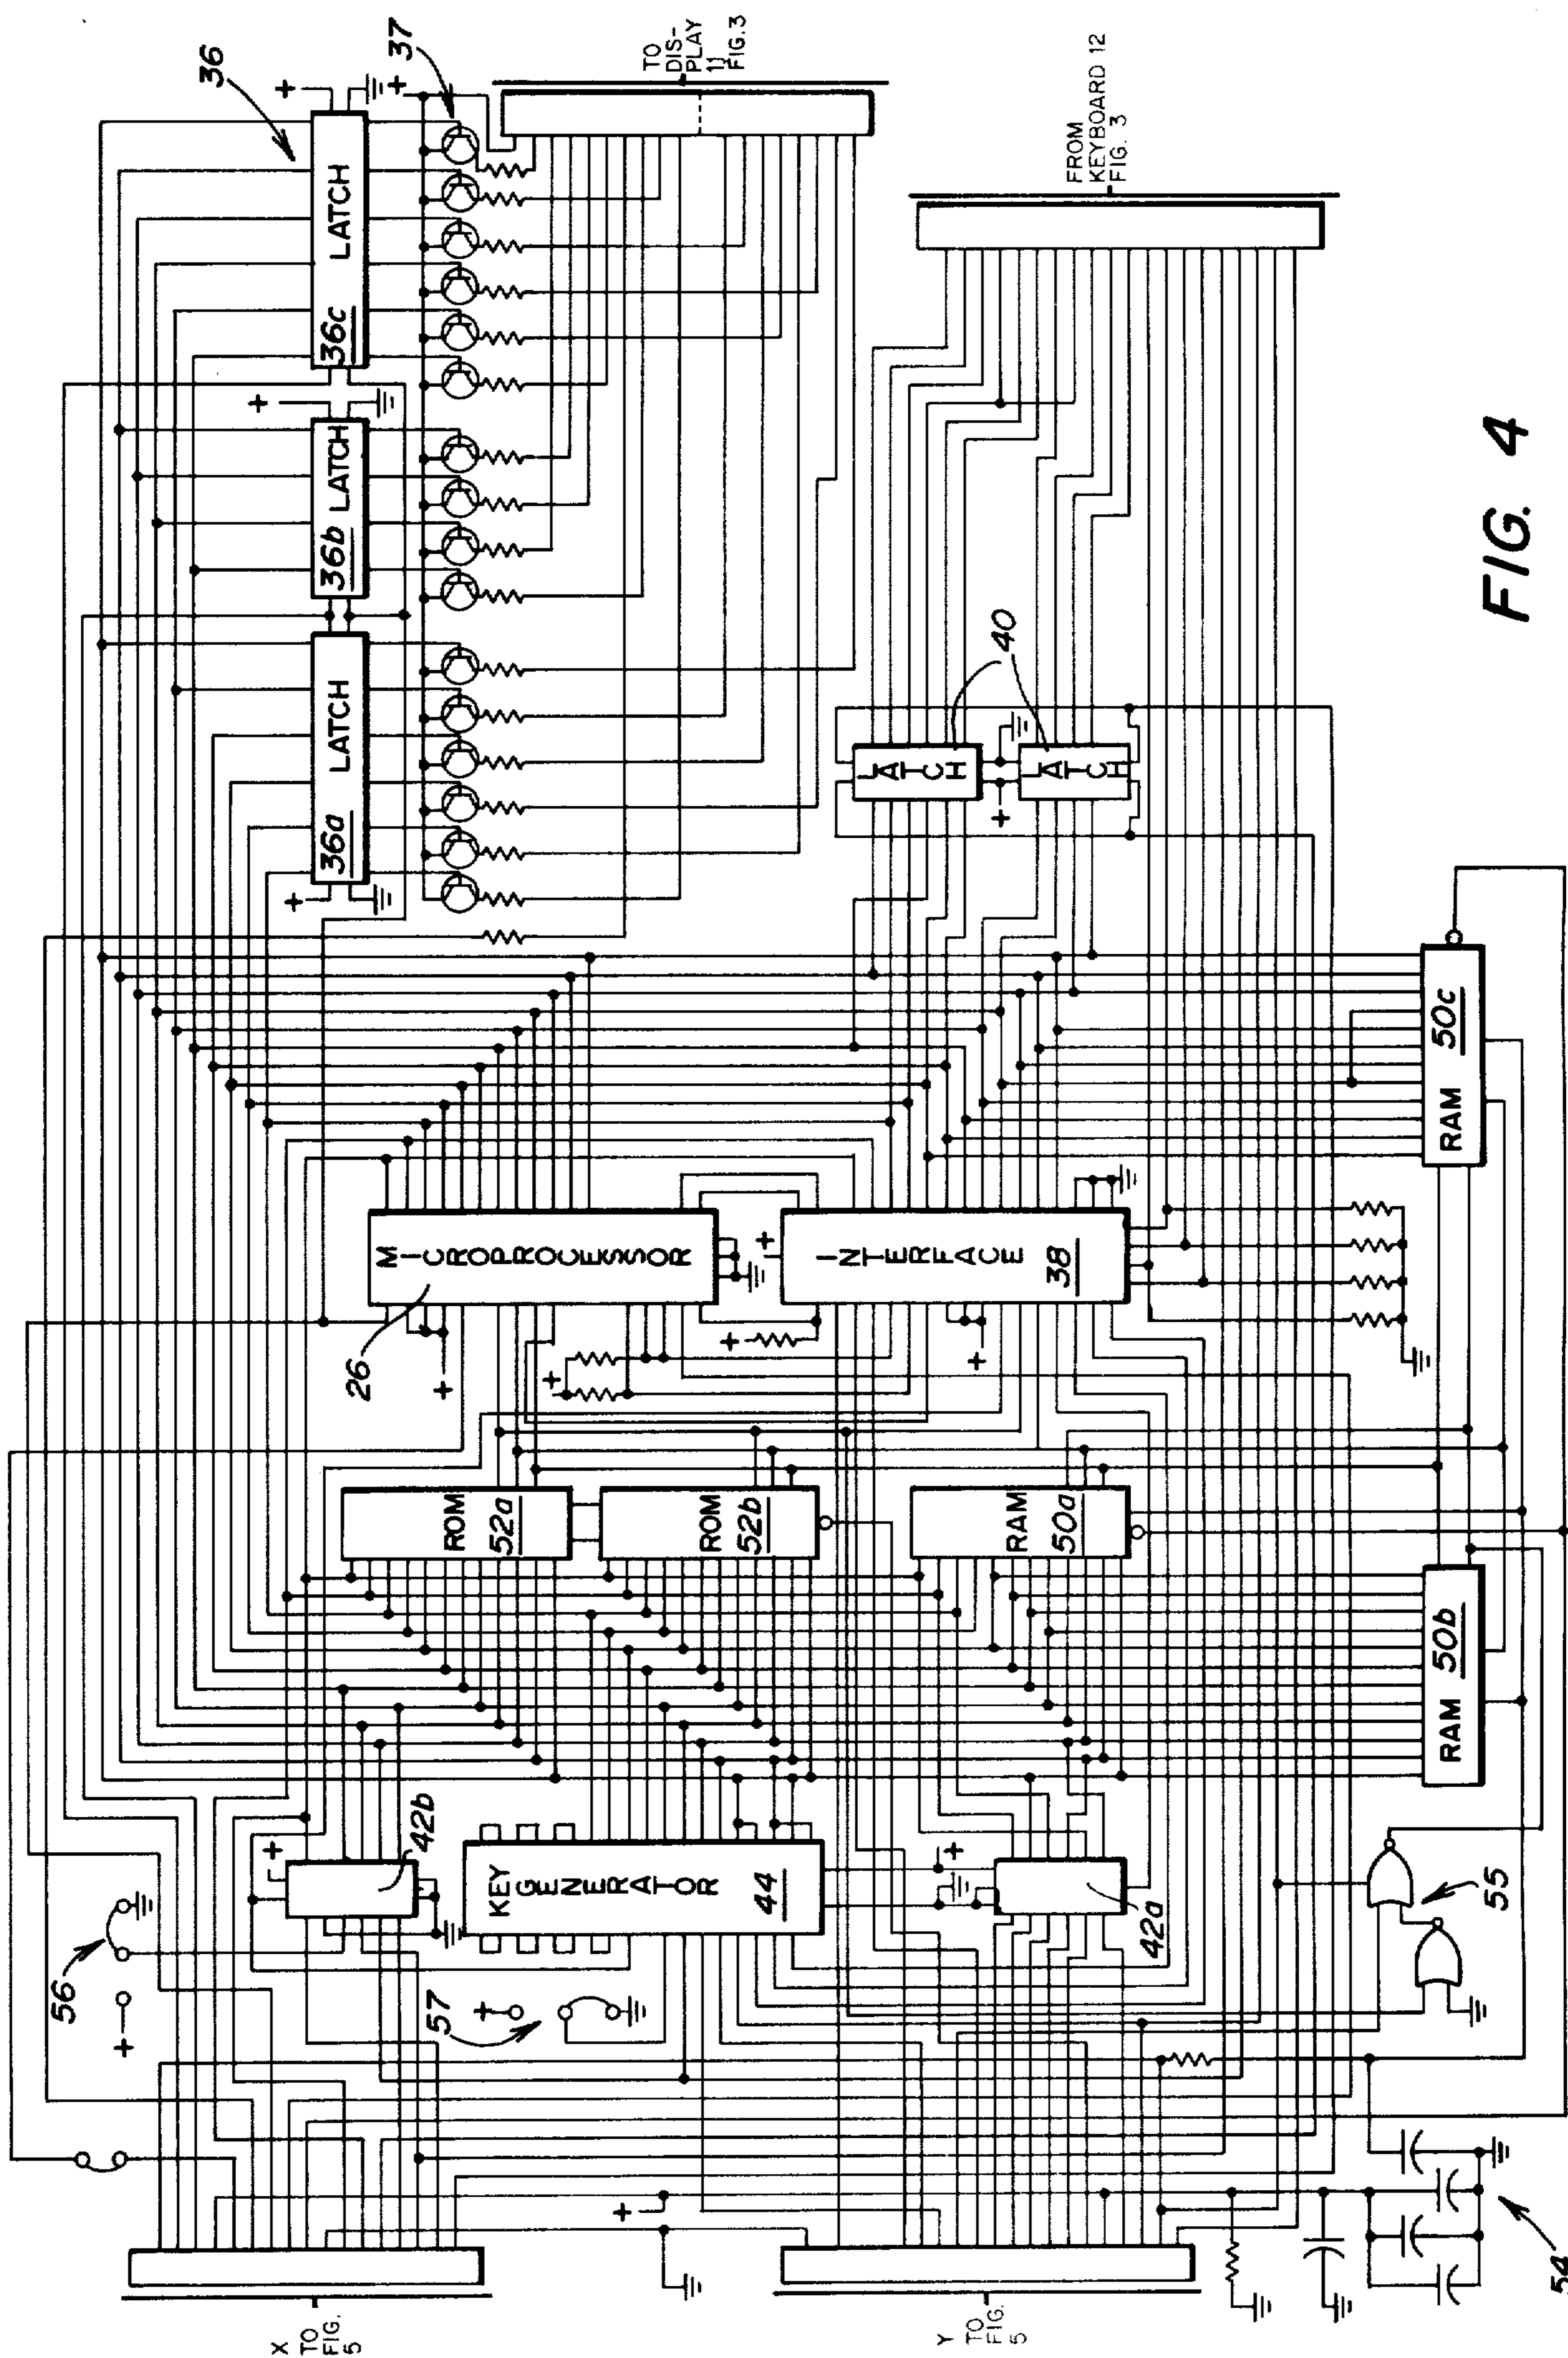 36
+
+
37
+
TO
DIS-
PLAY
11
FIG. 3
36c
LATCH
+
36b
LATCH
36a
LATCH
+
FROM
KEYBOARD 12
FIG. 3
FIG. 4
40
LATCH
LATCH
+
50c
RAM
MICROPROCESSOR
26
+
+
+
+
INTERFACE
38
+
ROM
52a
ROM
52b
RAM
50a
RAM
50b
42b
+
KEY
GENERATOR
44
+
42a
55
56
+
57
+
+
54
X
TO
FIG.
5
Y
TO
FIG.
5